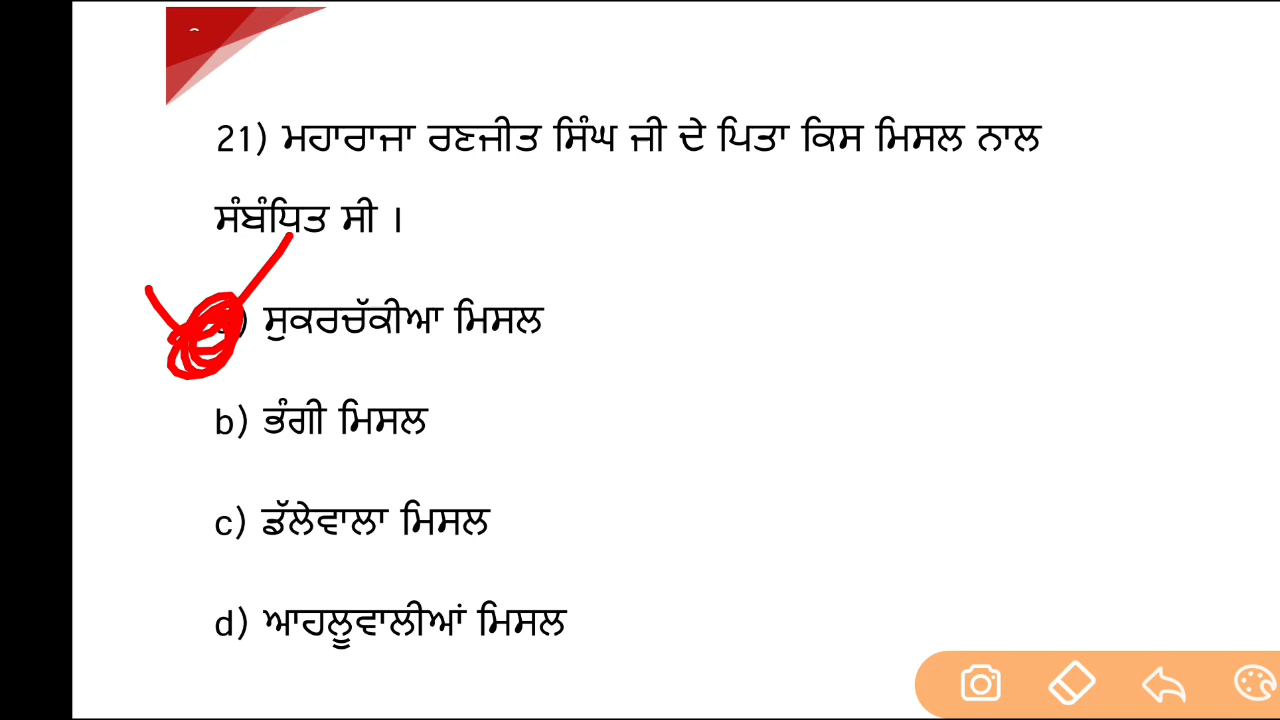 21) ਮਹਾਰਾਜਾ ਰਣਜੀਤ ਸਿੰਘ ਜੀ ਦੇ ਪਿਤਾ ਕਿਸ ਮਿਸਲ ਨਾਲ
ਸੰਬੰਧਿਤ ਸੀ ।
) ਸੁਕਰਚੱਕੀਆ ਮਿਸਲ
b) ਭੰਗੀ ਮਿਸਲ
c) ਡੱਲੇਵਾਲਾ ਮਿਸਲ
d) ਆਹਲੂਵਾਲੀਆਂ ਮਿਸਲ